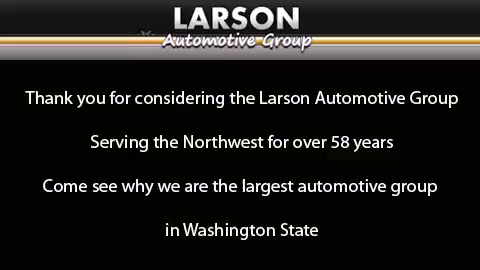 LARSON
Automotive Group
Thank you for considering the Larson Automotive Group
Serving the Northwest for over 58 years
Come see why we are the largest automotive group
in Washington State